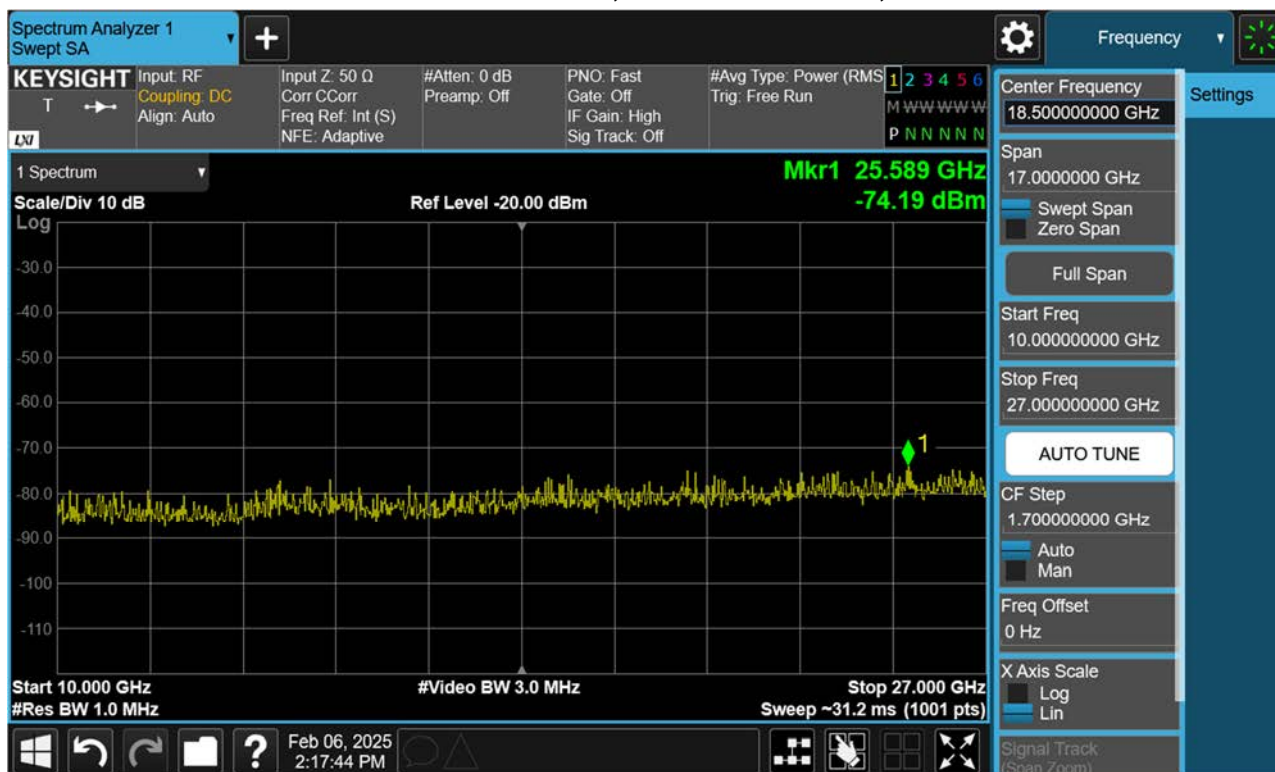 Spectrum Analyzer 1
Swept SA
+
Frequency
KEYSIGHT
T
LXI
Input: RF
Coupling: DC
Align: Auto
Input Z: 50 Ω
Corr CCorr
Freq Ref: Int (S)
NFE: Adaptive
#Atten: 0 dB
Preamp: Off
PNO: Fast
Gate: Off
IF Gain: High
Sig Track: Off
#Avg Type: Power (RMS
Trig: Free Run
1 2 3 4 5 6
M W W W W W
P N N N N N
1 Spectrum
Mkr1 25.589 GHz
-74.19 dBm
Scale/Div 10 dB
Ref Level -20.00 dBm
Log
-30.0
-40.0
-50.0
-60.0
-70.0
-80.0
-90.0
-100
-110
1
Start 10.000 GHz
#Video BW 3.0 MHz
Stop 27.000 GHz
#Res BW 1.0 MHz
Sweep ~31.2 ms (1001 pts)
?
Feb 06, 2025
2:17:44 PM
Center Frequency
18.500000000 GHz
Settings
Span
17.0000000 GHz
Swept Span
Zero Span
Full Span
Start Freq
10.000000000 GHz
Stop Freq
27.000000000 GHz
AUTO TUNE
CF Step
1.700000000 GHz
Auto
Man
Freq Offset
0 Hz
X Axis Scale
Log
Lin
Signal Track
(Span Zoom)